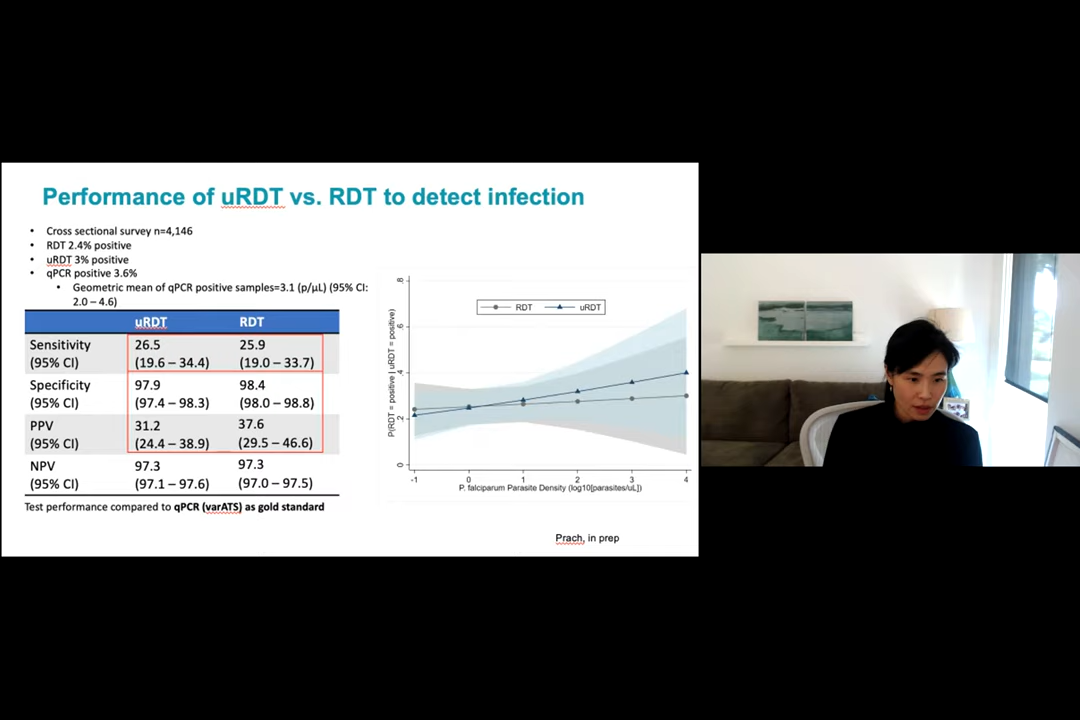 Performance of uRDT vs. RDT to detect infection
• Cross sectional survey n=4,146
• RDT 2.4% positive
• uRDT 3% positive
• qPCR positive 3.6%
• Geometric mean of qPCR positive samples=3.1 (p/µL) (95% CI:
2.0 – 4.6)
uRDT RDT
Sensitivity 26.5 25.9
(95% CI) (19.6 – 34.4) (19.0 – 33.7)
Specificity 97.9 98.4
(95% CI) (97.4 – 98.3) (98.0 – 98.8)
PPV 31.2 37.6
(95% CI) (24.4 – 38.9) (29.5 – 46.6)
NPV 97.3 97.3
(95% CI) (97.1 – 97.6) (97.0 – 97.5)
Test performance compared to qPCR (varATS) as gold standard
RDT uRDT
P(RDT = positive | uRDT = positive)
.8
.6
.4
.2
0
-1 0 1 2 3 4
P. falciparum Parasite Density (log10[parasites/uL])
Prach, in prep